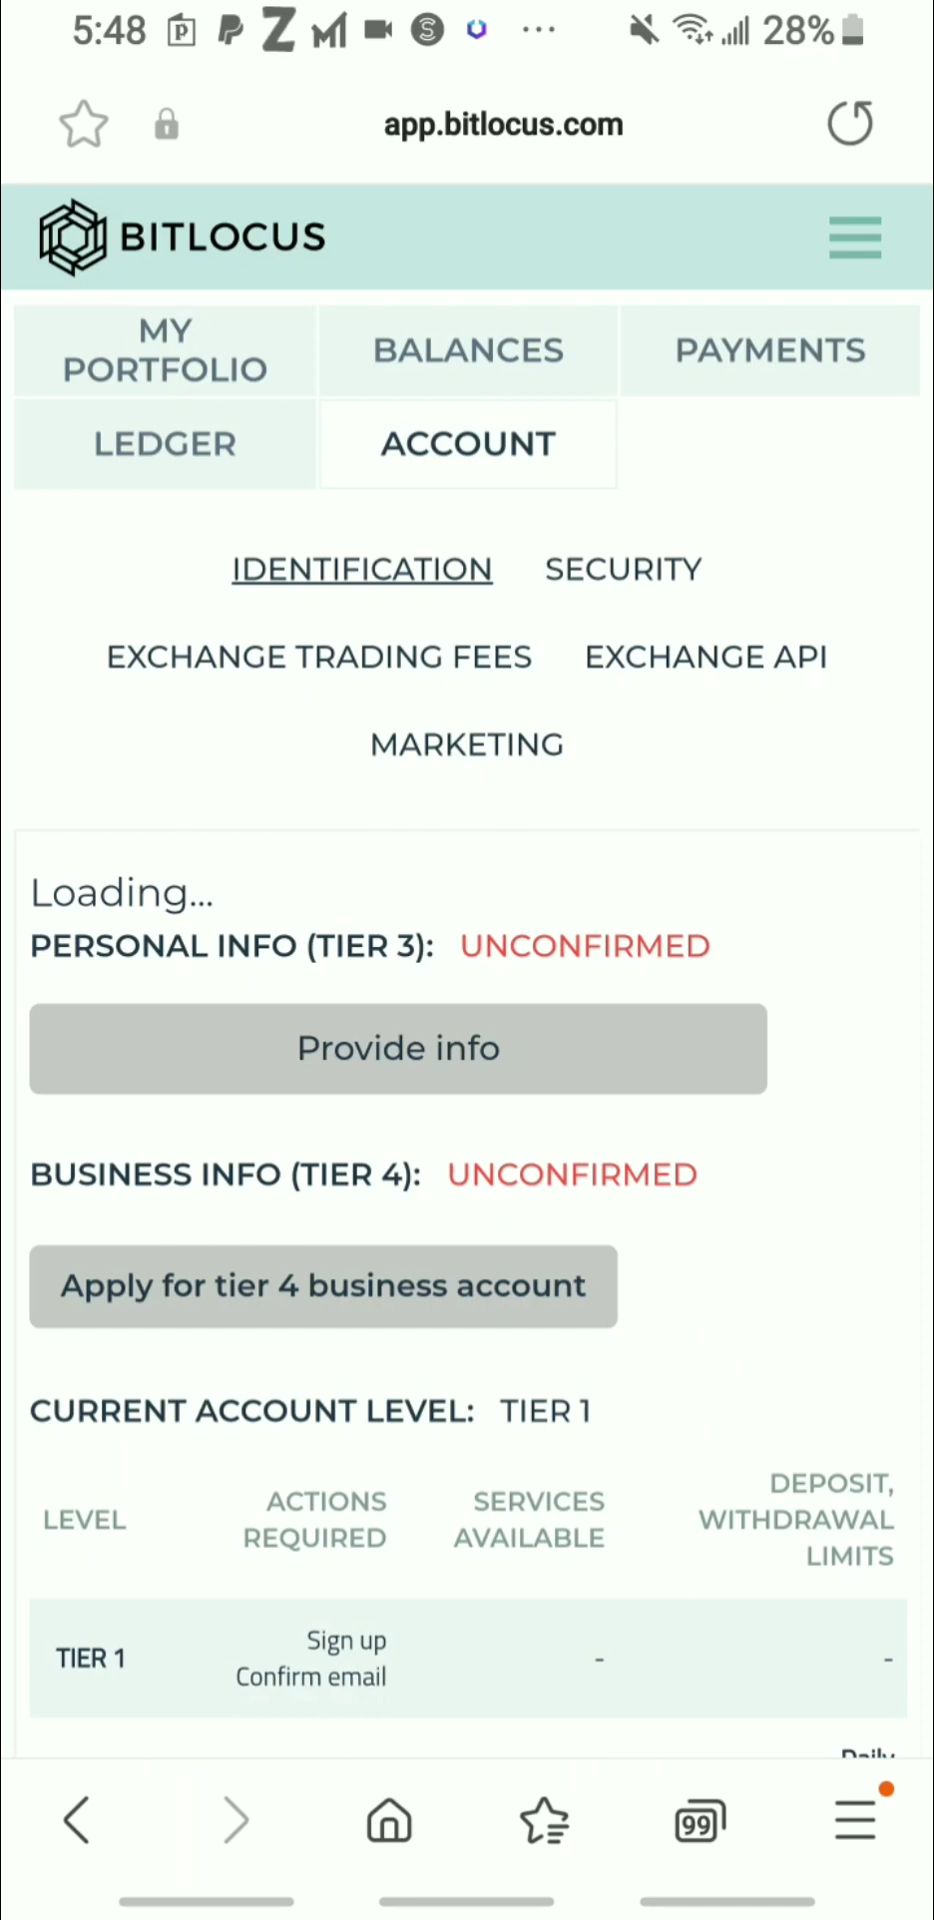 5:48
28%
app.bitlocus.com
BITLOCUS
MY
PORTFOLIO
BALANCES
PAYMENTS
LEDGER
ACCOUNT
IDENTIFICATION
SECURITY
EXCHANGE TRADING FEES
EXCHANGE API
MARKETING
Loading...
PERSONAL INFO (TIER 3): UNCONFIRMED
Provide info
BUSINESS INFO (TIER 4): UNCONFIRMED
Apply for tier 4 business account
CURRENT ACCOUNT LEVEL: TIER 1
LEVEL
ACTIONS
REQUIRED
SERVICES
AVAILABLE
DEPOSIT,
WITHDRAWAL
LIMITS
TIER 1
Sign up
Confirm email
-
-
Daily
99